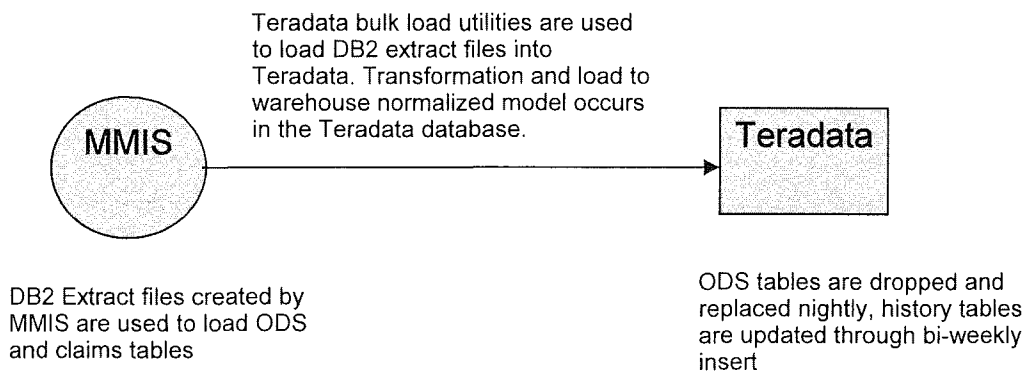 Teradata bulk load utilities are used
to load DB2 extract files into
Teradata. Transformation and load to
warehouse normalized model occurs
in the Teradata database.
MMIS
Teradata
DB2 Extract files created by
MMIS are used to load ODS
and claims tables
ODS tables are dropped and
replaced nightly, history tables
are updated through bi-weekly
insert